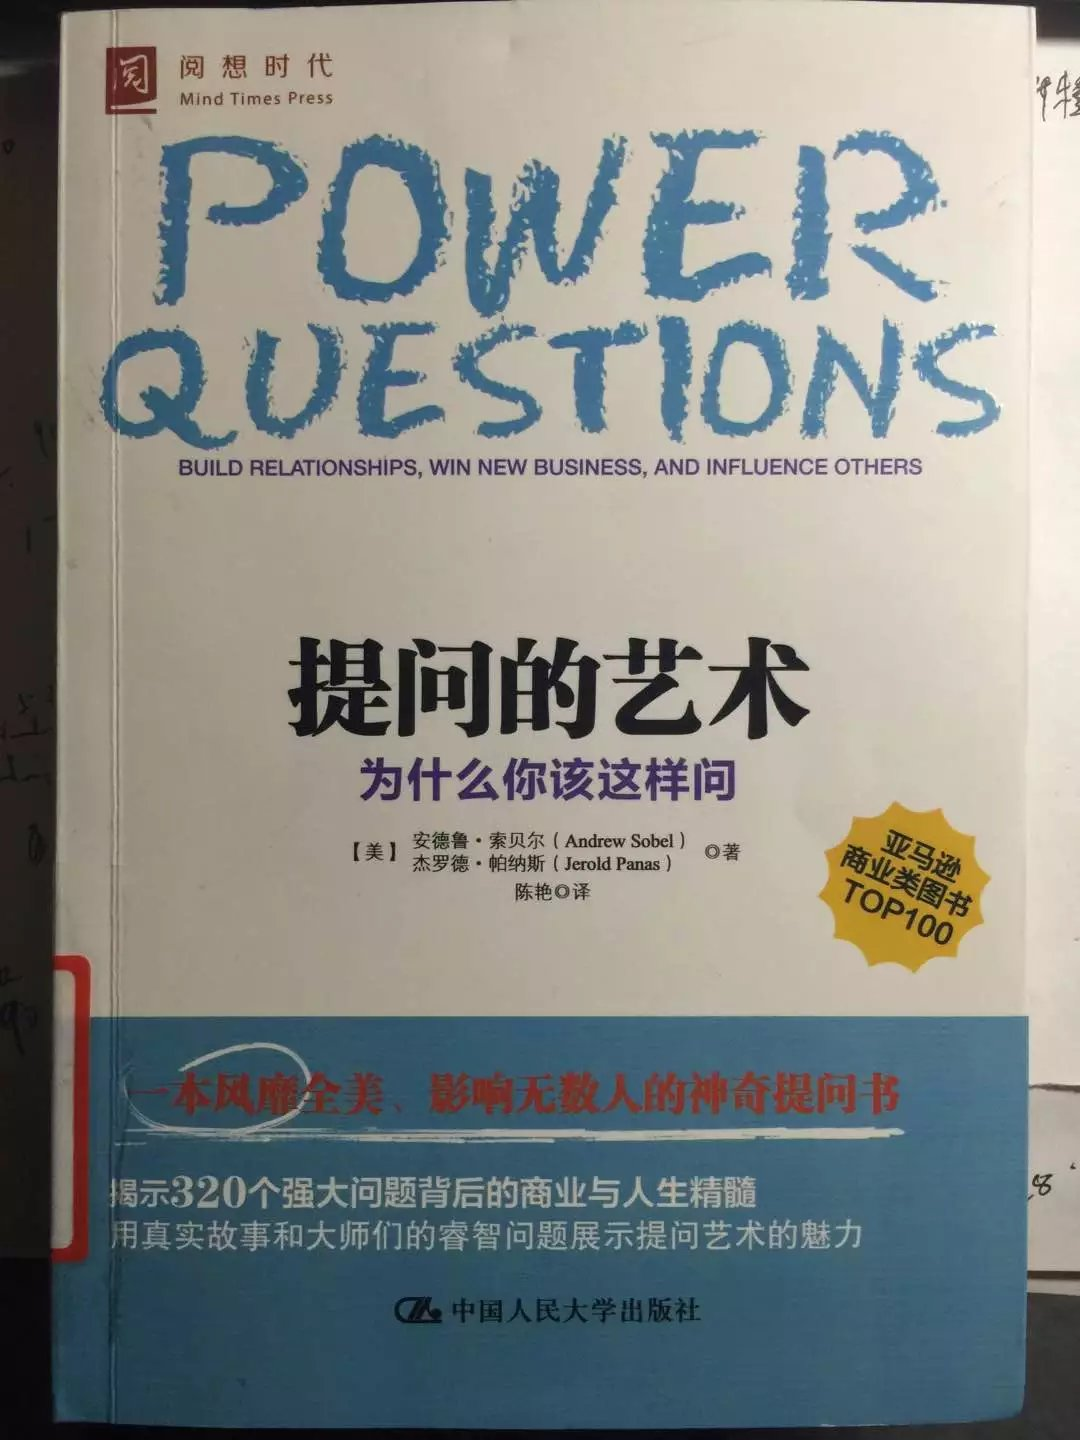 阅 阅想时代
Mind Times Press
POWER
QUESTIONS
BUILD RELATIONSHIPS, WIN NEW BUSINESS, AND INFLUENCE OTHERS
提问的艺术
为什么你该这样问
【美】 安德鲁·索贝尔（Andrew Sobel）
杰罗德·帕纳斯（Jerold Panas） ◎著
陈艳◎译
亚马逊
商业类图书
TOP100
一本风靡全美、影响无数人的神奇提问书
揭示320个强大问题背后的商业与人生精髓
用真实故事和大师们的睿智问题展示提问艺术的魅力
中国人民大学出版社